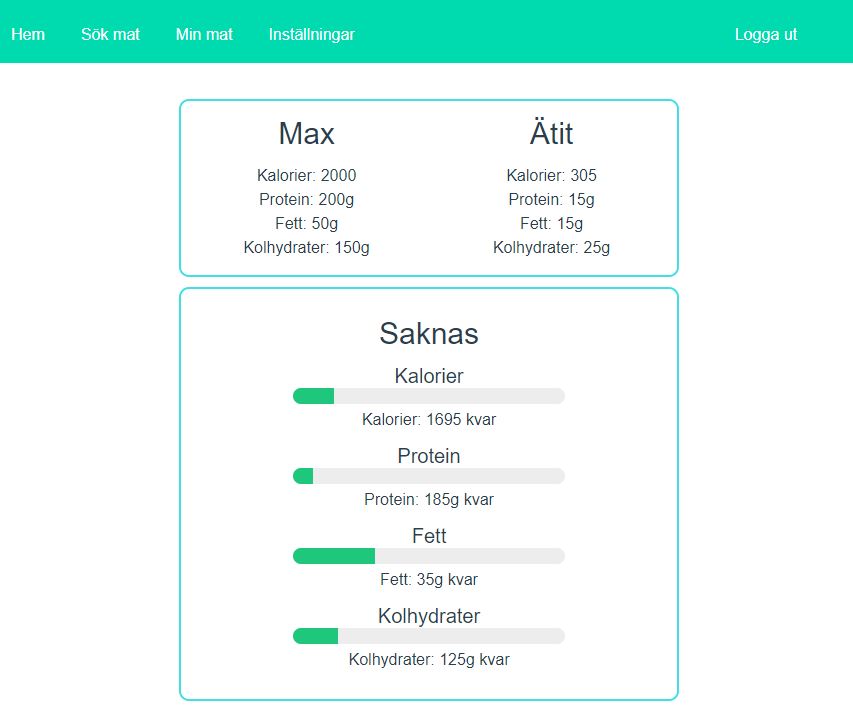 Hem Sök mat Min mat Inställningar Logga ut
Max
Kalorier: 2000
Protein: 200g
Fett: 50g
Kolhydrater: 150g
Ätit
Kalorier: 305
Protein: 15g
Fett: 15g
Kolhydrater: 25g
Saknas
Kalorier
Kalorier: 1695 kvar
Protein
Protein: 185g kvar
Fett
Fett: 35g kvar
Kolhydrater
Kolhydrater: 125g kvar